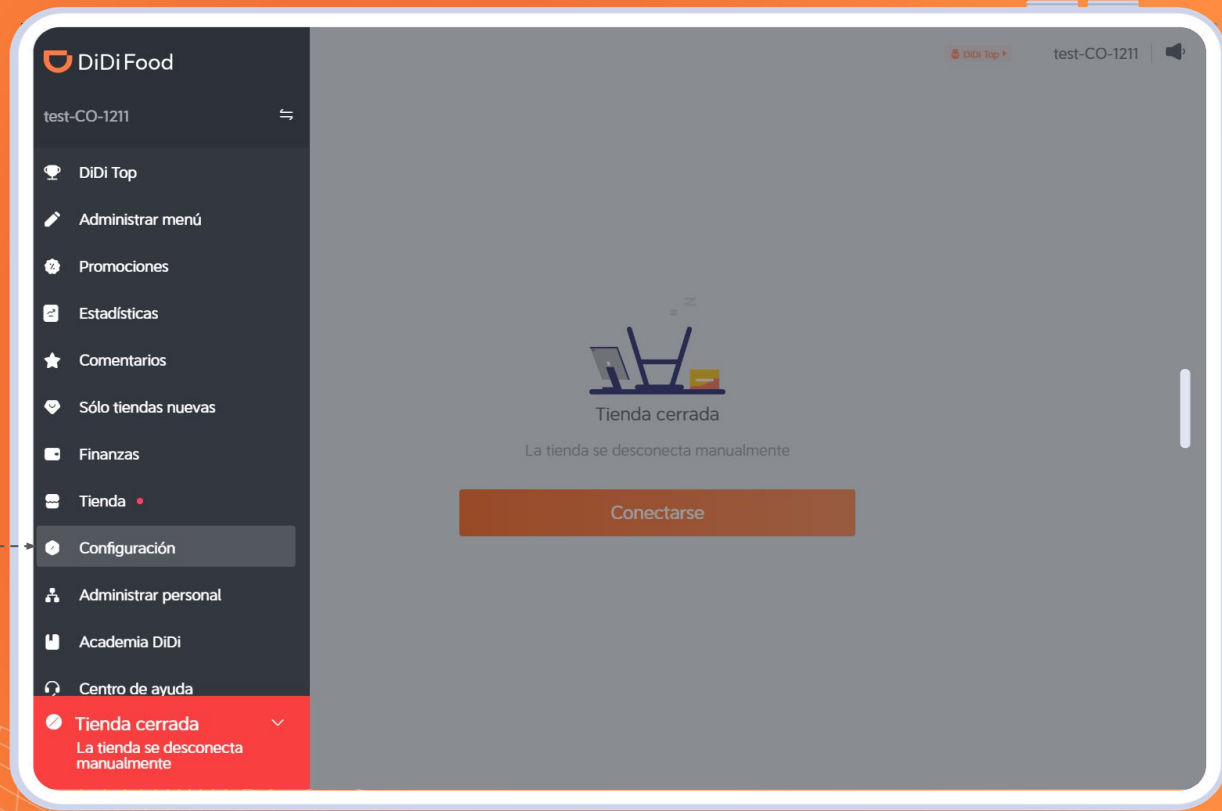 DiDi Food
test-CO-1211
DiDi Top
Administrar menú
Promociones
Estadísticas
Comentarios
Sólo tiendas nuevas
Finanzas
Tienda
Configuración
Administrar personal
Academia DiDi
Centro de ayuda
Tienda cerrada
La tienda se desconecta
manualmente
DiDi Top
test-CO-1211
z z
Tienda cerrada
La tienda se desconecta manualmente
Conectarse